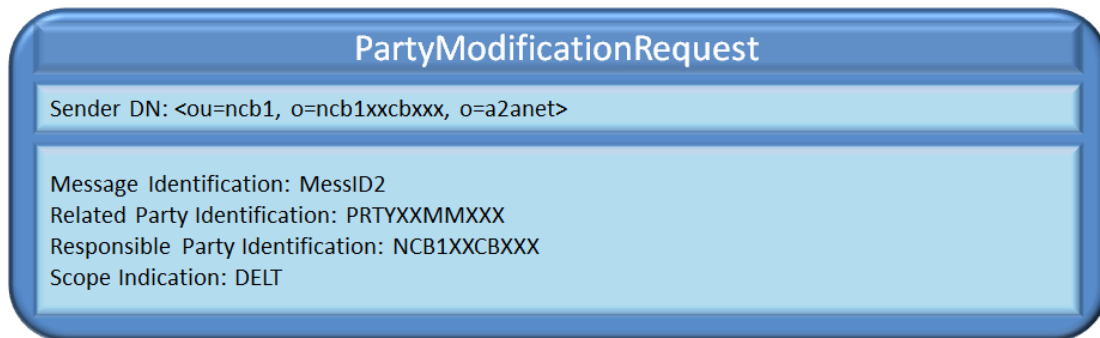 PartyModificationRequest
Sender DN: <ou=ncb1, o=ncb1xxcbxxx, o=a2anet>
Message Identification: MessID2
Related Party Identification: PRTYXXMMXXX
Responsible Party Identification: NCB1XXCBXXX
Scope Indication: DELT